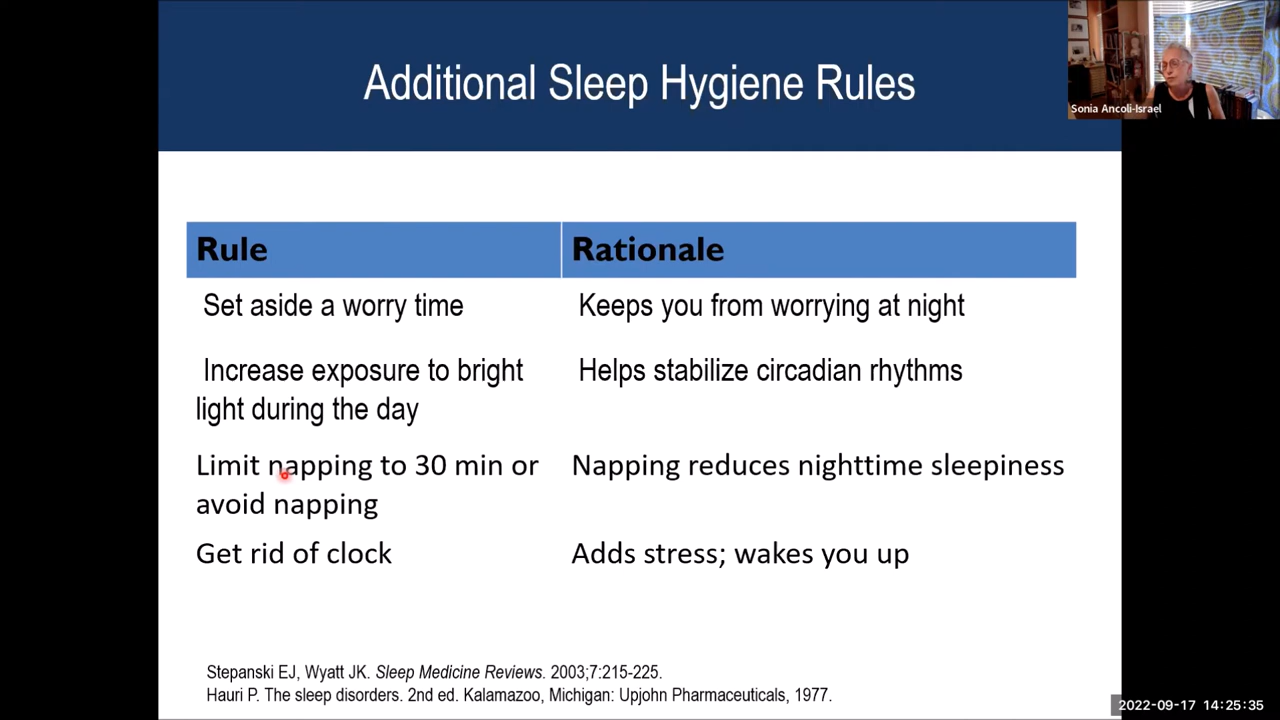 Additional Sleep Hygiene Rules
Sonia Ancoli-Israel
Rule
Rationale
Set aside a worry time
Keeps you from worrying at night
Increase exposure to bright
light during the day
Helps stabilize circadian rhythms
Limit napping to 30 min or
avoid napping
Napping reduces nighttime sleepiness
Get rid of clock
Adds stress; wakes you up
Stepanski EJ, Wyatt JK. Sleep Medicine Reviews. 2003;7:215-225.
Hauri P. The sleep disorders. 2nd ed. Kalamazoo, Michigan: Upjohn Pharmaceuticals, 1977.
2022-09-17 14:25:35